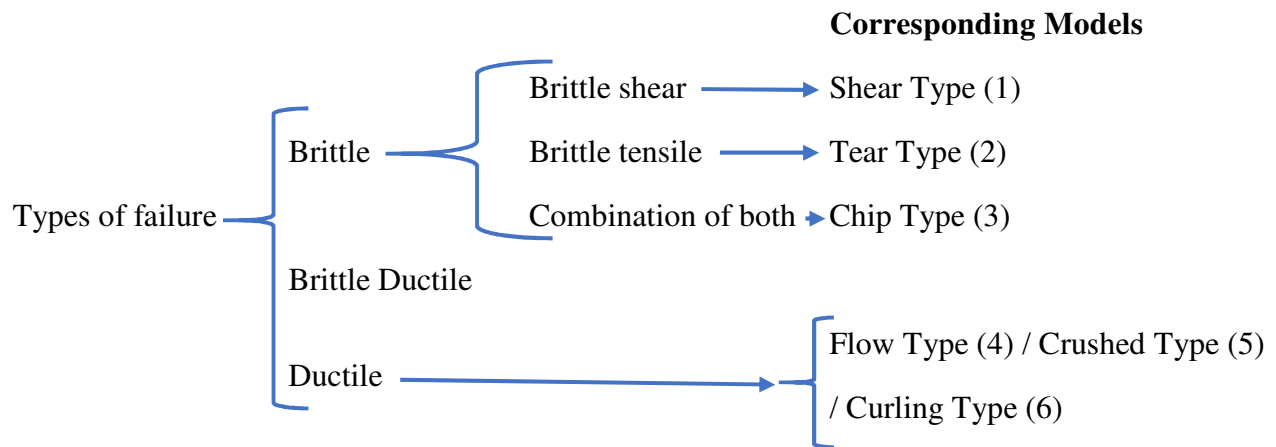 Corresponding Models
Brittle shear Shear Type (1)
Brittle Brittle tensile Tear Type (2)
Types of failure Combination of both Chip Type (3)
Brittle Ductile
Ductile Flow Type (4) / Crushed Type (5)
/ Curling Type (6)